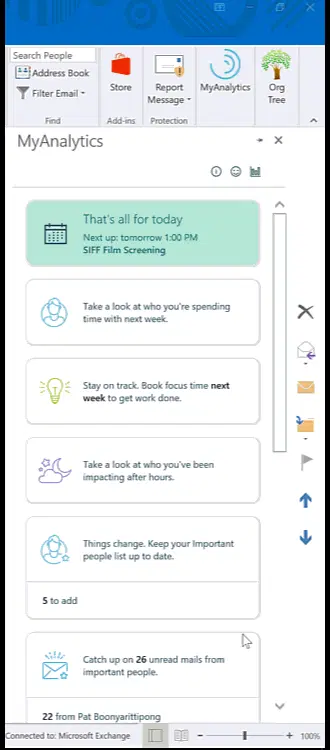 Search People
Address Book
Filter Email
Find
Store
Add-ins
Report
Message
Protection
MyAnalytics
Org
Tree
MyAnalytics
That's all for today
Next up: tomorrow 1:00 PM
SIFF Film Screening
Take a look at who you're spending
time with next week.
Stay on track. Book focus time next
week to get work done.
Take a look at who you've been
impacting after hours.
Things change. Keep your Important
people list up to date.
5 to add
Catch up on 26 unread mails from
important people.
22 from Pat Boonyarittipong
Connected to: Microsoft Exchange
100%